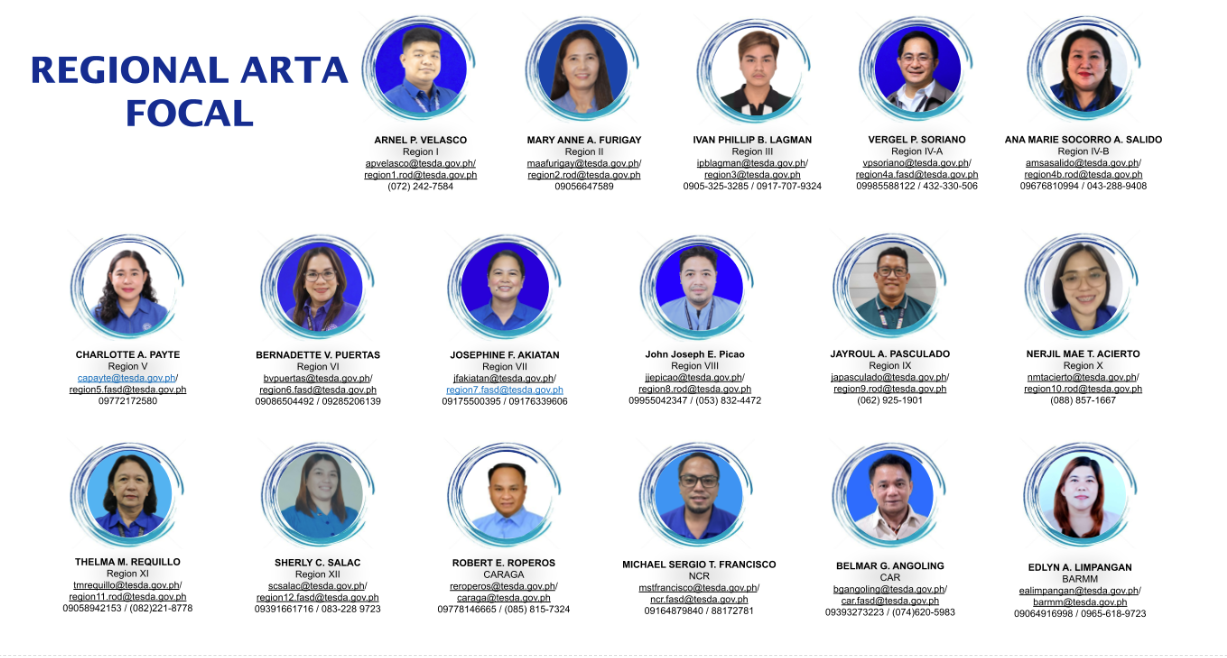 REGIONAL ARTA
FOCAL
ARNEL P. VELASCO
Region I
apvelasco@tesda.gov.ph/
region1.rod@tesda.gov.ph
(072) 242-7584
MARY ANNE A. FURIGAY
Region II
maafurigay@tesda.gov.ph/
region2.rod@tesda.gov.ph
09056647589
IVAN PHILLIP B. LAGMAN
Region III
ipblagman@tesda.gov.ph/
region3@tesda.gov.ph
0905-325-3285 / 0917-707-9324
VERGEL P. SORIANO
Region IV-A
vpsoriano@tesda.gov.ph/
region4a.fasd@tesda.gov.ph
09985588122 / 432-330-506
ANA MARIE SOCORRO A. SALIDO
Region IV-B
amsasalido@tesda.gov.ph/
region4b.rod@tesda.gov.ph
09676810994 / 043-288-9408
CHARLOTTE A. PAYTE
Region V
capayte@tesda.gov.ph/
region5.fasd@tesda.gov.ph
09772172580
BERNADETTE V. PUERTAS
Region VI
bvpuertas@tesda.gov.ph/
region6.fasd@tesda.gov.ph
09086504492 / 09285206139
JOSEPHINE F. AKIATAN
Region VII
jfakiatan@tesda.gov.ph/
region7.fasd@tesda.gov.ph
09175500395 / 09176339606
John Joseph E. Picao
Region VIII
jjepicao@tesda.gov.ph/
region8.rod@tesda.gov.ph
09955042347 / (053) 832-4472
JAYROUL A. PASCULADO
Region IX
japasculado@tesda.gov.ph/
region9.rod@tesda.gov.ph
(062) 925-1901
NERJIL MAE T. ACIERTO
Region X
nmtacierto@tesda.gov.ph/
region10.rod@tesda.gov.ph
(088) 857-1667
THELMA M. REQUILLO
Region XI
tmrequillo@tesda.gov.ph/
region11.rod@tesda.gov.ph
09058942153 / (082)221-8778
SHERLY C. SALAC
Region XII
scsalac@tesda.gov.ph/
region12.fasd@tesda.gov.ph
09391661716 / 083-228 9723
ROBERT E. ROPEROS
CARAGA
reroperos@tesda.gov.ph/
caraga@tesda.gov.ph
09778146665 / (085) 815-7324
MICHAEL SERGIO T. FRANCISCO
NCR
mstfrancisco@tesda.gov.ph/
ncr.fasd@tesda.gov.ph
09164879840 / 88172781
BELMAR G. ANGOLING
CAR
bgangoling@tesda.gov.ph/
car.fasd@tesda.gov.ph
09393273223 / (074)620-5983
EDLYN A. LIMPANGAN
BARMM
ealimpangan@tesda.gov.ph/
barmm@tesda.gov.ph
09064916998 / 0965-618-9723